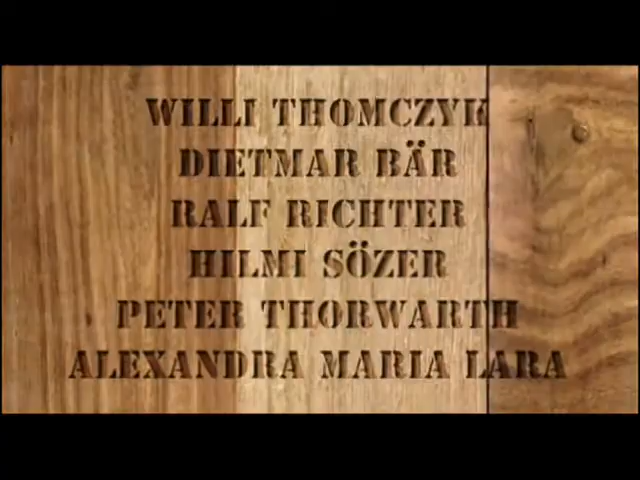 WILLI THOMCZYK
DIETMAR BÄR
RALF RICHTER
HILMI SÖZER
PETER THORWARTH
ALEXANDRA MARIA LARA